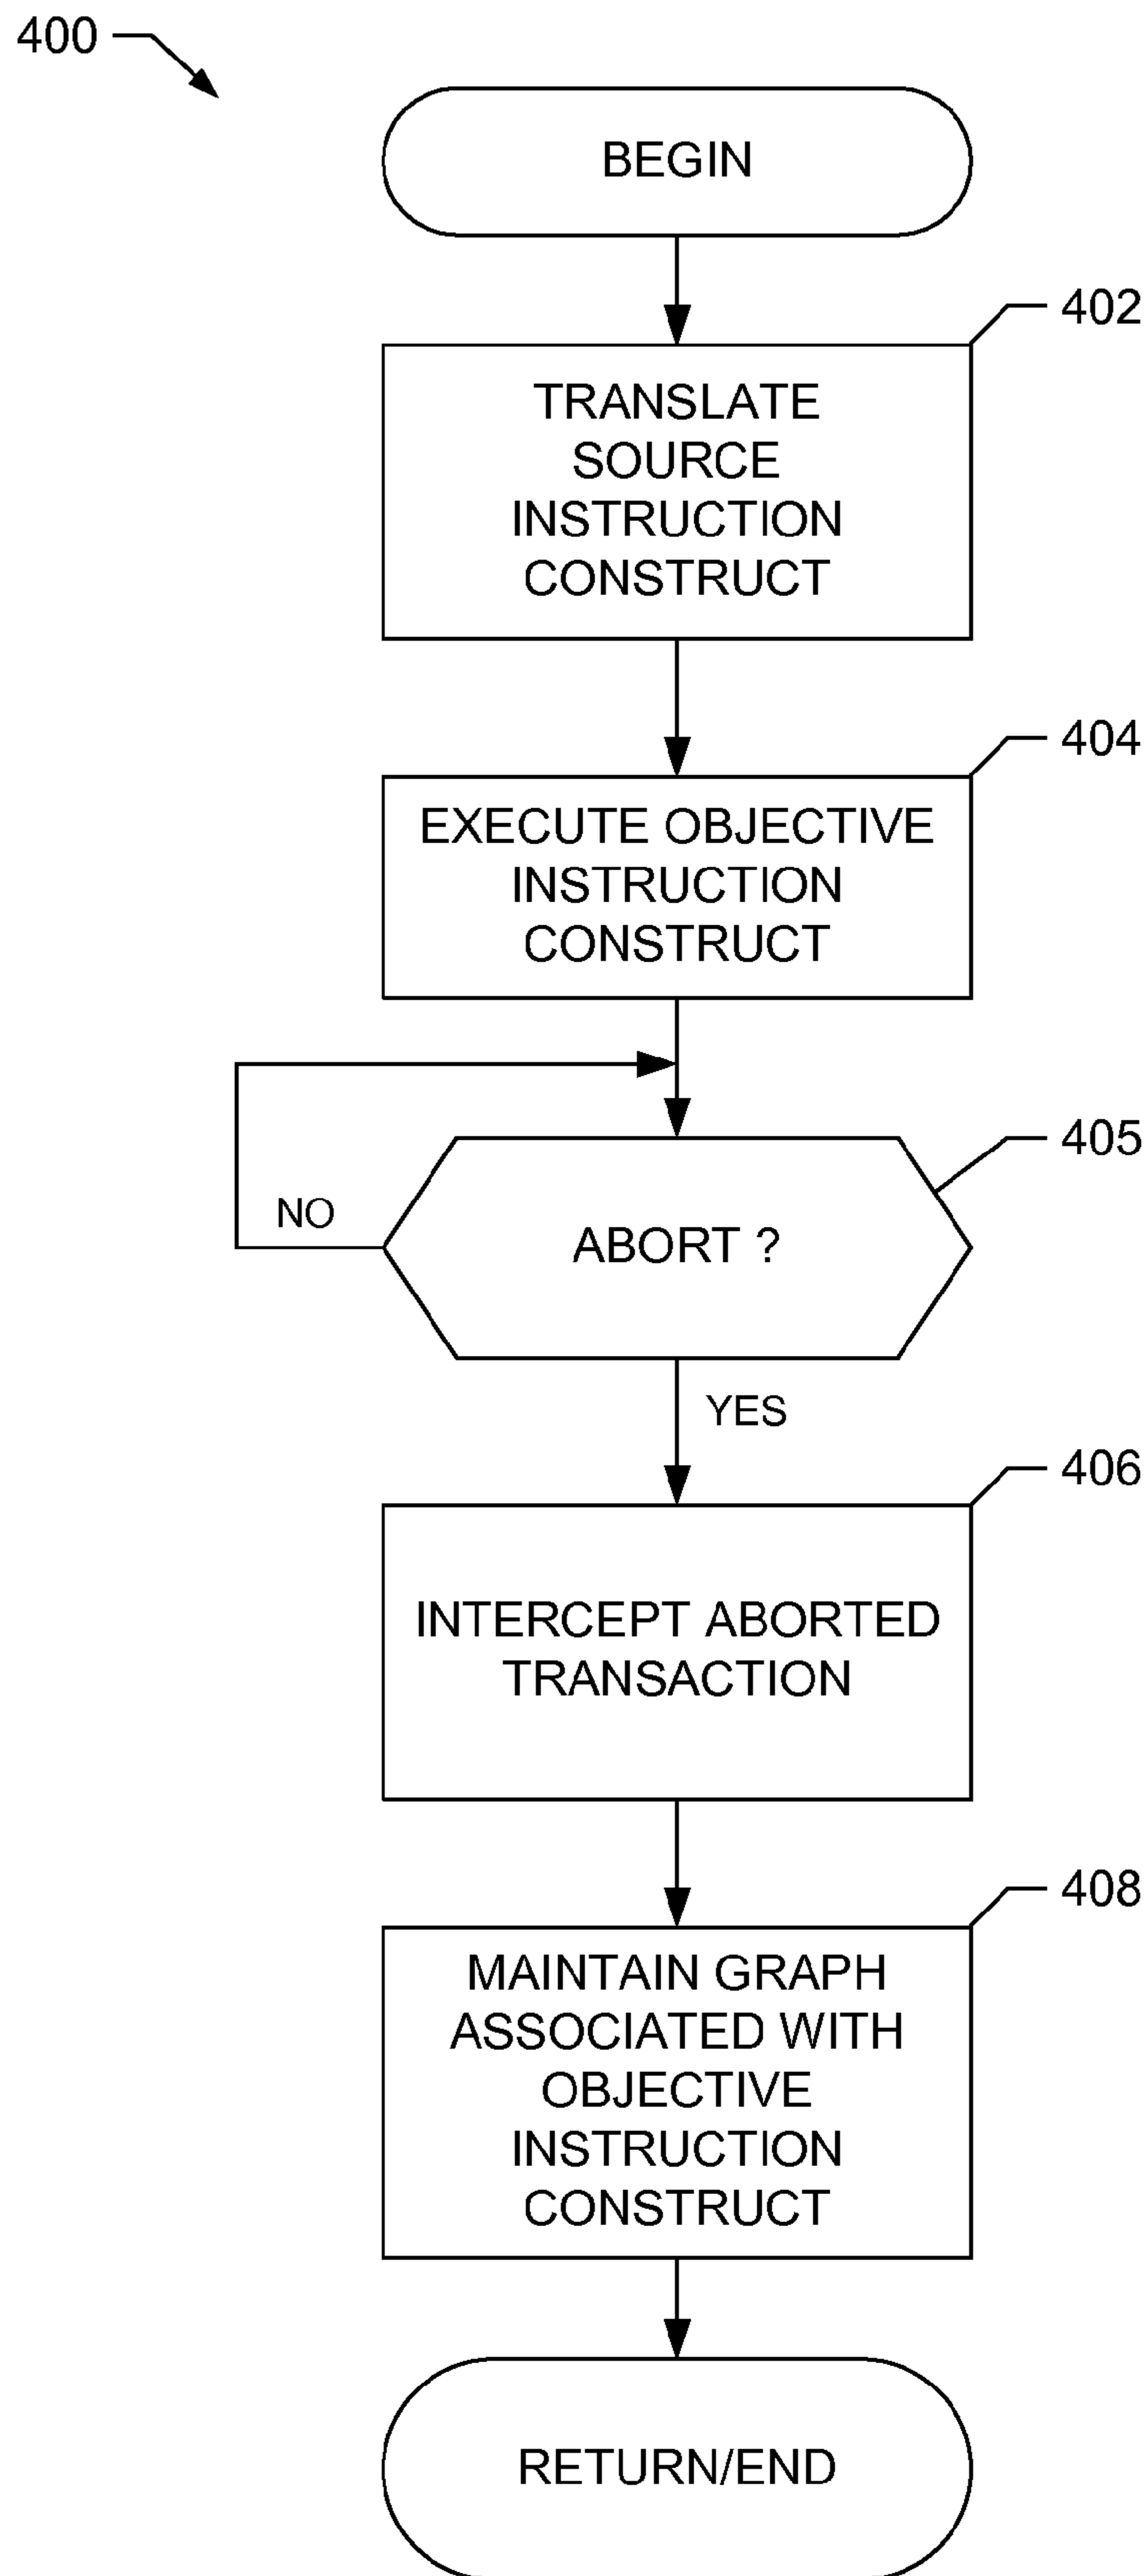 400
BEGIN
402
TRANSLATE
SOURCE
INSTRUCTION
CONSTRUCT
404
EXECUTE OBJECTIVE
INSTRUCTION
CONSTRUCT
405
ABORT ?
NO
YES
406
INTERCEPT ABORTED
TRANSACTION
408
MAINTAIN GRAPH
ASSOCIATED WITH
OBJECTIVE
INSTRUCTION
CONSTRUCT
RETURN/END